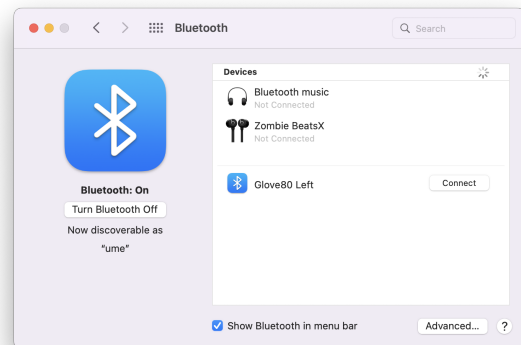 Bluetooth
Search
Bluetooth: On
Turn Bluetooth Off
Now discoverable as
“ume”
Devices
Bluetooth music
Not Connected
Zombie BeatsX
Not Connected
Glove80 Left
Connect
Show Bluetooth in menu bar
Advanced...
?